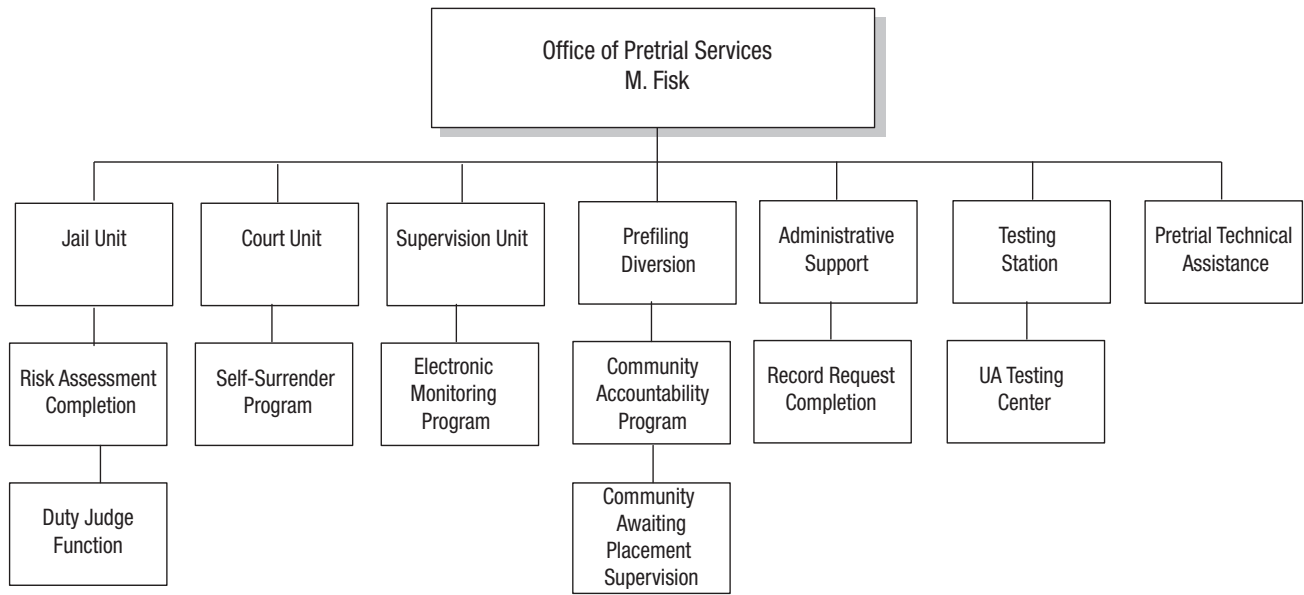 Office of Pretrial Services
M. Fisk
Jail Unit
Court Unit
Supervision Unit
Prefiling
Diversion
Administrative
Support
Testing
Station
Pretrial Technical
Assistance
Risk Assessment
Completion
Self-Surrender
Program
Electronic
Monitoring
Program
Community
Accountability
Program
Record Request
Completion
UA Testing
Center
Duty Judge
Function
Community
Awaiting
Placement
Supervision